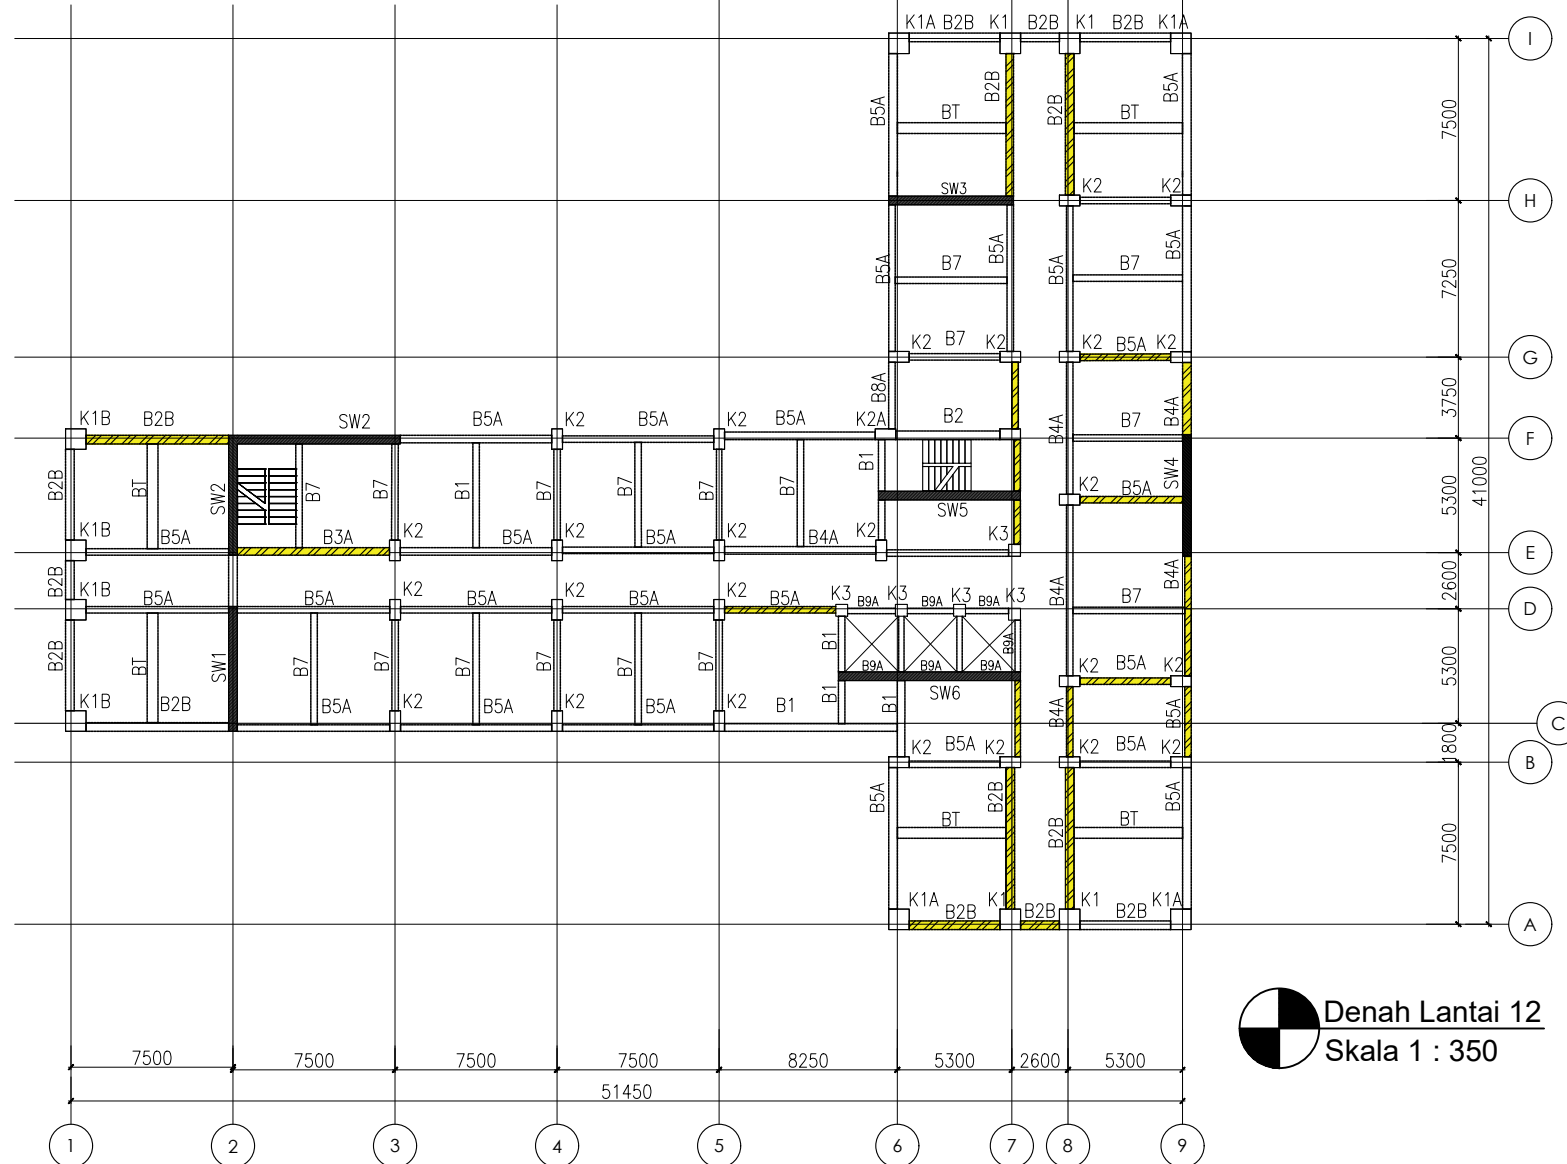 K1A B2B K1 B2B K1 B2B K1A
I
B5A B2B B2B B5A
BT BT
7500
SW3 K2 K2
H
B5A B5A B5A B5A
B7 B7
7250
K2 B7 K2 K2 B5A K2
G
B8A B4A B4A
3750
K1B B2B SW2 B5A K2 B5A K2 B5A K2A B2 B7
F
B2B BT SW2 B7 B7 B1 B7 B7 B7 B1 SW4
K2 B5A
SW5
5300
41000
K1B B5A B3A K2 B5A K2 B5A K2 B4A K2 K3
E
B2B B4A B4A
2600
K1B B5A B5A K2 B5A K2 B5A K2 B5A K3 B9A K3 B9A K3 B9A K3 B7
D
B2B BT SW1 B7 B7 B7 B7 B7 B7 B1 B9A
B9A B9A B9A
K2 B5A K2
SW6
5300
B1 B1 B4A B5A
K1B B2B B5A K2 B5A K2 B5A K2 B1
C
1800
K2 B5A K2 K2 B5A K2
B
B5A B2B B2B B5A
BT BT
7500
K1A B2B K1 B2B K1 B2B K1A
A
Denah Lantai 12
Skala 1 : 350
7500 7500 7500 7500 8250 5300 2600 5300
51450
1 2 3 4 5 6 7 8 9